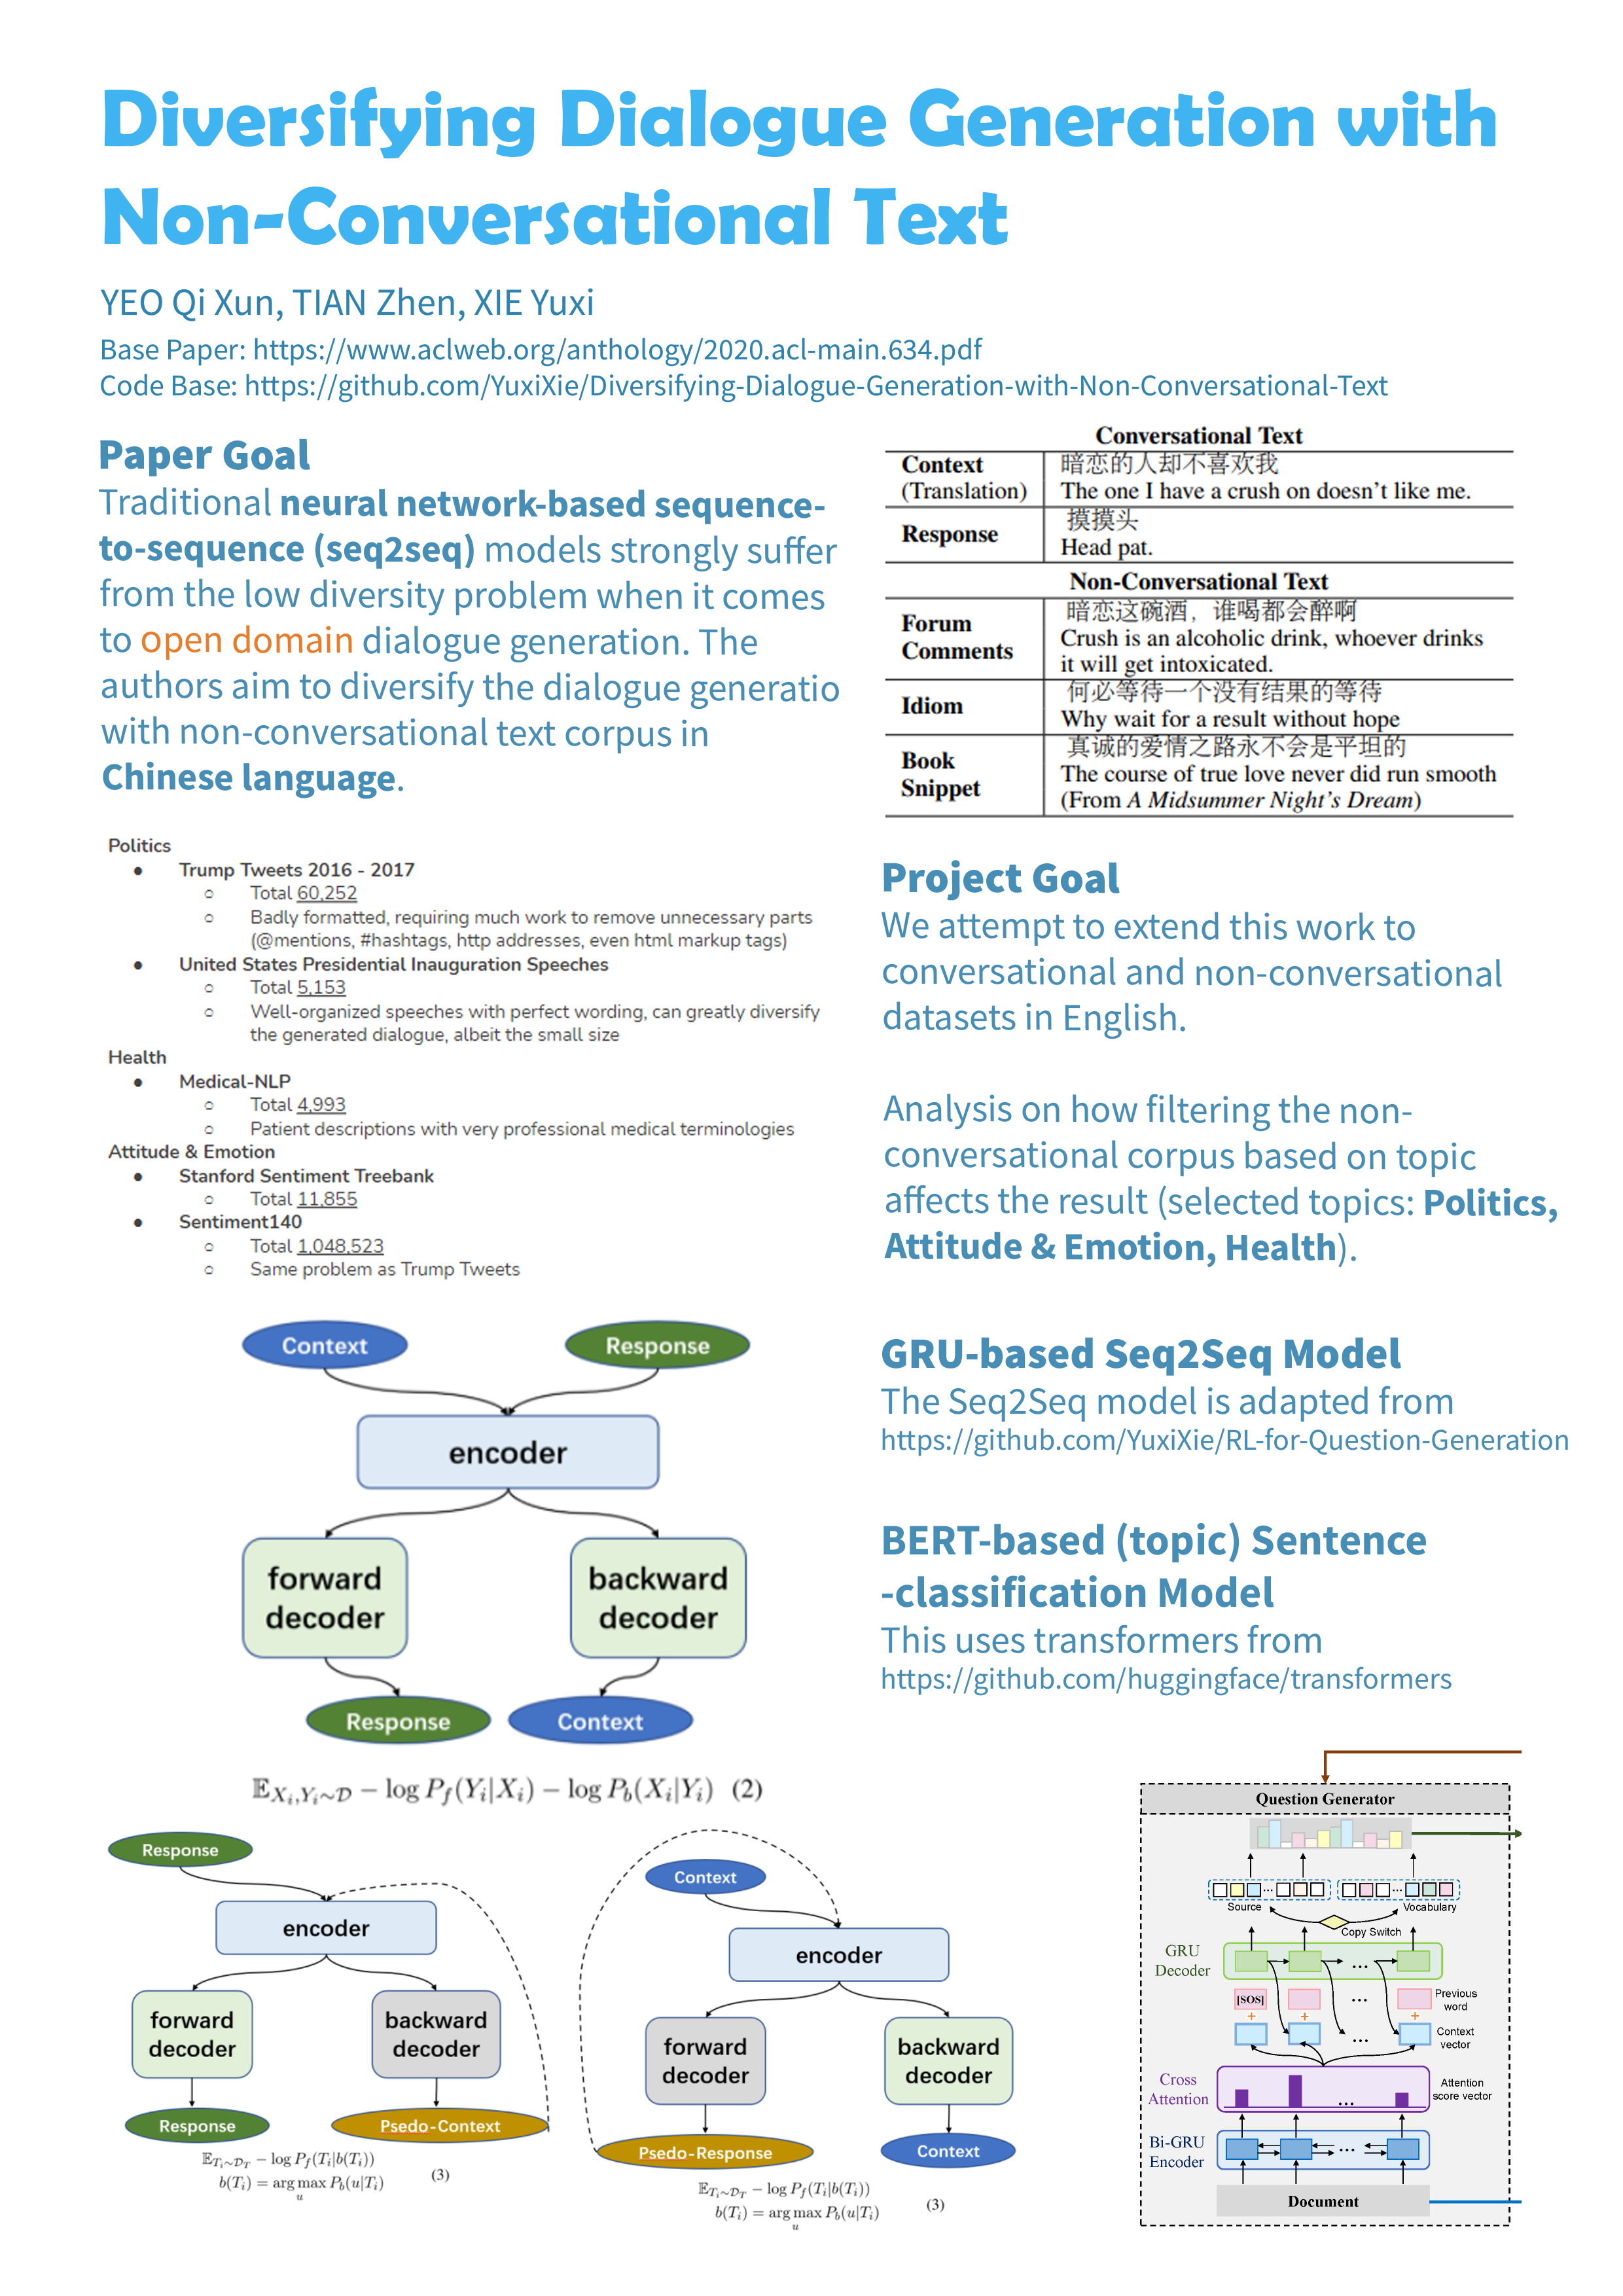 Diversifying Dialogue Generation with
Non-Conversational Text
YEO Qi Xun, TIAN Zhen, XIE Yuxi
Base Paper: https://www.aclweb.org/anthology/2020.acl-main.634.pdf
Code Base: https://github.com/YuxiXie/Diversifying-Dialogue-Generation-with-Non-Conversational-Text
Paper Goal
Traditional neural network-based sequence-
to-sequence (seq2seq) models strongly suffer
from the low diversity problem when it comes
to open domain dialogue generation. The
authors aim to diversify the dialogue generatio
with non-conversational text corpus in
Chinese language.
Conversational Text
Context
(Translation)
暗恋的人却不喜欢我
The one I have a crush on doesn't like me.
Response
摸摸头
Head pat.
Non-Conversational Text
Forum
Comments
暗恋这碗酒，谁喝都会醉啊
Crush is an alcoholic drink, whoever drinks
it will get intoxicated.
Idiom
何必等待一个没有结果的等待
Why wait for a result without hope
Book
Snippet
真诚的爱情之路永不会是平坦的
The course of true love never did run smooth
(From A Midsummer Night's Dream)
Politics
● Trump Tweets 2016 - 2017
○ Total 60,252
○ Badly formatted, requiring much work to remove unnecessary parts
(@mentions, #hashtags, http addresses, even html markup tags)
● United States Presidential Inauguration Speeches
○ Total 5,153
○ Well-organized speeches with perfect wording, can greatly diversify
the generated dialogue, albeit the small size
Health
● Medical-NLP
○ Total 4,993
○ Patient descriptions with very professional medical terminologies
Attitude & Emotion
● Stanford Sentiment Treebank
○ Total 11,855
● Sentiment140
○ Total 1,048,523
○ Same problem as Trump Tweets
Project Goal
We attempt to extend this work to
conversational and non-conversational
datasets in English.
Analysis on how filtering the non-
conversational corpus based on topic
affects the result (selected topics: Politics,
Attitude & Emotion, Health).
GRU-based Seq2Seq Model
The Seq2Seq model is adapted from
https://github.com/YuxiXie/RL-for-Question-Generation
BERT-based (topic) Sentence
-classification Model
This uses transformers from
https://github.com/huggingface/transformers
Context
Response
encoder
forward
decoder
backward
decoder
Response
Context
𝔼_{X_i,Y_i∼𝒟} − log P_f(Y_i|X_i) − log P_b(X_i|Y_i) (2)
Response
encoder
forward
decoder
backward
decoder
Response
Psedo-Context
𝔼_{T_i∼𝒟_T} − log P_f(T_i|b(T_i))
b(T_i) = arg max_u P_b(u|T_i) (3)
Context
encoder
forward
decoder
backward
decoder
Psedo-Response
Context
𝔼_{T_i∼𝒟_T} − log P_f(T_i|b(T_i))
b(T_i) = arg max_u P_b(u|T_i) (3)
Question Generator
...
...
Source
Vocabulary
Copy Switch
GRU
Decoder
...
[SOS]
...
Previous
word
+ + +
...
Context
vector
Cross
Attention
...
Attention
score vector
Bi-GRU
Encoder
...
Document